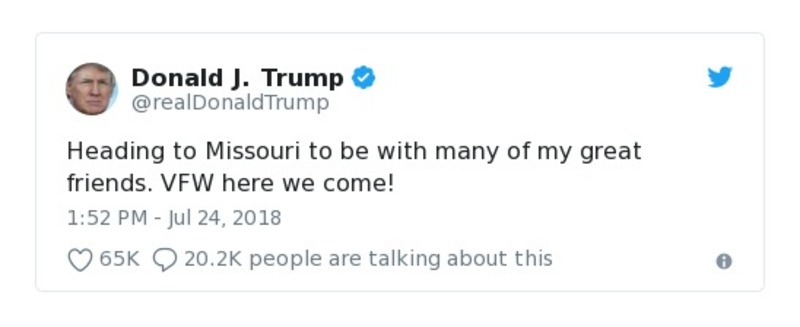 Donald J. Trump
@realDonaldTrump
Heading to Missouri to be with many of my great
friends. VFW here we come!
1:52 PM - Jul 24, 2018
65K 20.2K people are talking about this